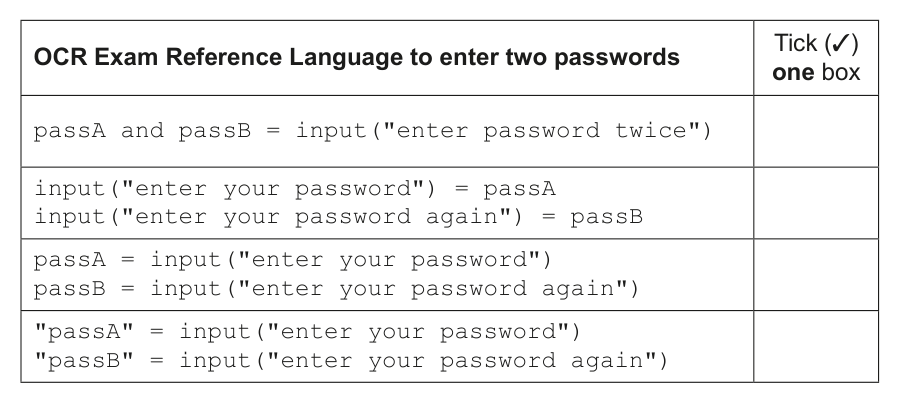 OCR Exam Reference Language to enter two passwords
Tick (✓)
one box
passA and passB = input("enter password twice")
input("enter your password") = passA
input("enter your password again") = passB
passA = input("enter your password")
passB = input("enter your password again")
"passA" = input("enter your password")
"passB" = input("enter your password again")